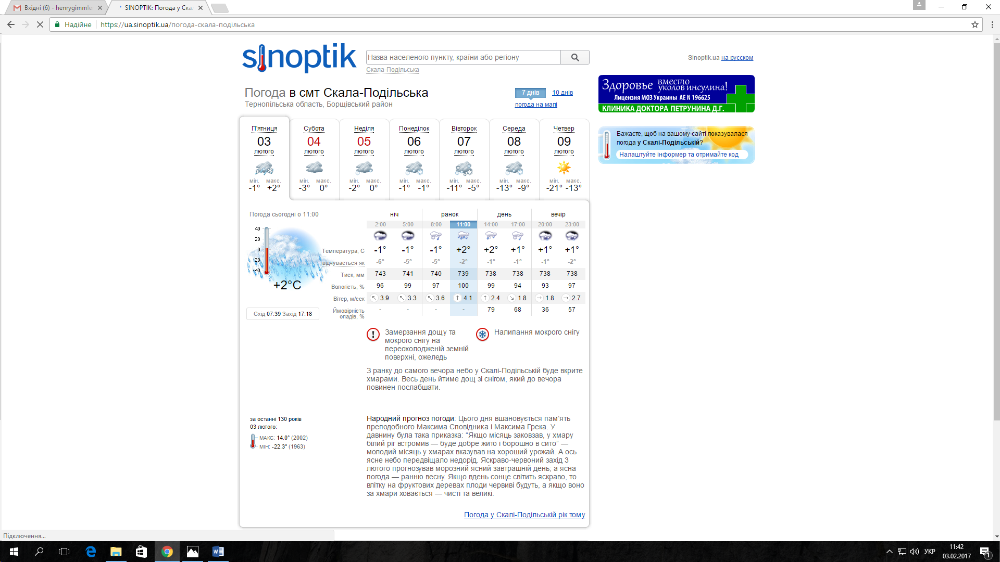 Вхідні (6) - henrygimmle
SINOPTIK: Погода у Ска
Надійне
https://ua.sinoptik.ua/погода-скала-подільська
sinoptik
Назва населеного пункту, країни або регіону
Скала-Подільська
Sinoptik.ua на русском
Погода в смт Скала-Подільська
Тернопільська область, Борщівський район
7 днів 10 днів
погода на мапі
Здоровье вместо уколов инсулина!
Лицензия МОЗ Украины АЕ N 196625
КЛИНИКА ДОКТОРА ПЕТРУНИНА Д.Г.
Бажаєте, щоб на вашому сайті показувалася
погода у Скалі-Подільській?
Налаштуйте інформер та отримайте код
П'ятниця Субота Неділя Понеділок Вівторок Середа Четвер
03 04 05 06 07 08 09
лютого лютого лютого лютого лютого лютого лютого
мін. макс. мін. макс. мін. макс. мін. макс. мін. макс. мін. макс. мін. макс.
-1° +2° -3° 0° -2° 0° -1° -1° -11° -5° -13° -9° -21° -13°
Погода сьогодні о 11:00
40
20
0
-20
-40
+2°C
Схід 07:39 Захід 17:18
ніч ранок день вечір
2:00 5:00 8:00 11:00 14:00 17:00 20:00 23:00
Температура, С -1° -1° -1° +2° +2° +1° +1° +1°
відчувається як -6° -5° -5° -2° -1° -1° -1° -2°
Тиск, мм 743 741 740 739 738 738 738 738
Вологість, % 96 99 97 100 99 94 93 97
Вітер, м/сек 3.9 3.3 3.6 4.1 2.4 1.8 1.8 2.7
Ймовірність
опадів, % - - - - 79 68 36 57
Замерзання дощу та
мокрого снігу на
переохолодженій земній
поверхні, ожеледь
Налипання мокрого снігу
З ранку до самого вечора небо у Скалі-Подільській буде вкрите
хмарами. Весь день йтиме дощ зі снігом, який до вечора
повинен послабшати.
за останні 130 років
03 лютого:
МАКС: 14.0° (2002)
МІН: -22.3° (1963)
Народний прогноз погоди: Цього дня вшановується пам’ять
преподобного Максима Сповідника і Максима Грека. У
давнину була така приказка: “Якщо місяць заковзав, у хмару
білий ріг встромив — буде добре жито і борошно в сито” —
молодий місяць у хмарах вказував на хороший урожай. А ось
ясне небо передвіщало недорід. Яскраво-червоний захід 3
лютого прогнозував морозний ясний завтрашній день; а ясна
погода — ранню весну. Якщо вдень сонце світить яскраво, то
влітку на фруктових деревах плоди червиві будуть, а якщо воно
за хмари ховається — чисті та великі.
Погода у Скалі-Подільській рік тому
Підключення...
УКР
11:42
03.02.2017
1